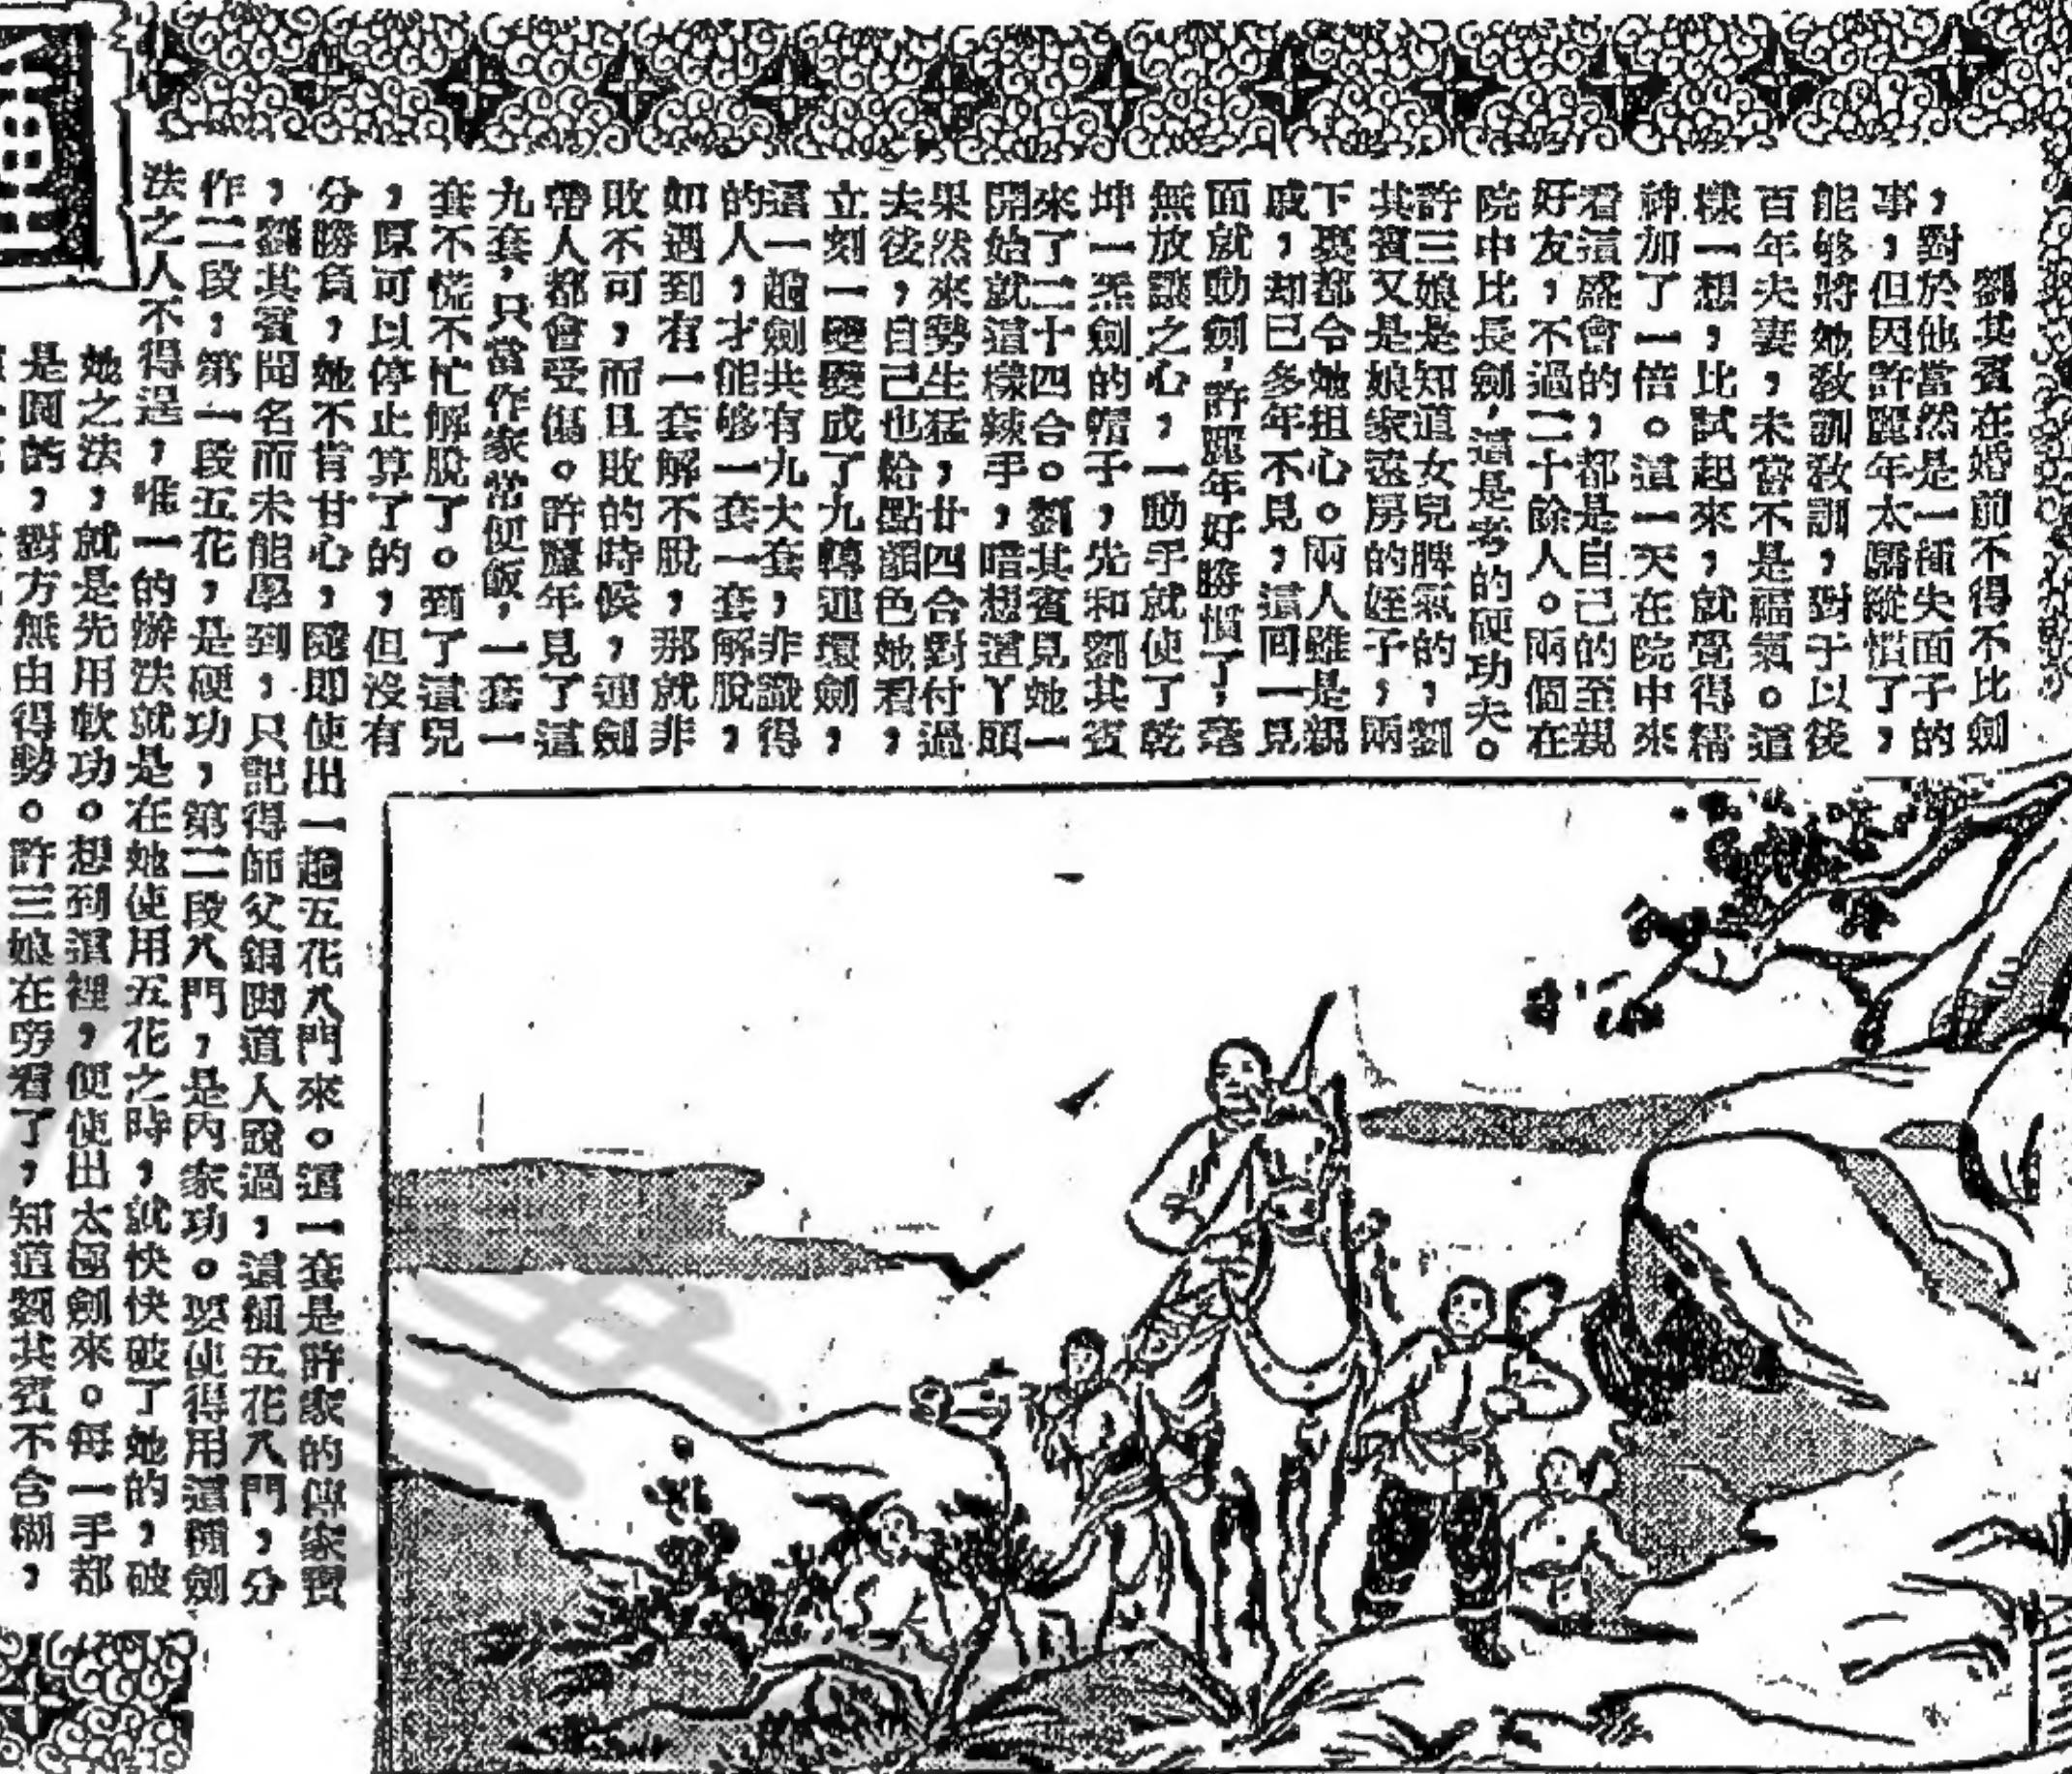 劉其賓在婚前不得不比劍
，對於他當然是一種失面子的
事，但因許麗年太驕縱慣了，
能够將她敎訓敎訓，對于以後
百年夫妻，未嘗不是福氣。這
樣一想，比試起來，就覺得精
神加了一倍。這一天在院中來
看這盛會的，都是自己的至親
好友，不過二十餘人。兩個在
院中比長劍，這是考的硬功夫。
許三娘是知道女兒脾氣的，劉
其賓又是娘家遠房的姪子，兩
下裏都令她担心。兩人雖是親
戚，却已多年不見，這回一見
面就動劍，許麗年好勝慣了，毫
無放讓之心，一動手就使了乾
坤一炁劍的幌子，先和劉其賓
來了二十四合。劉其賓見她一
開始就這樣辣手，暗想這丫頭
果然來勢生猛，廿四合對付過
去後，自己也給點顏色她看，
立刻一變變成了九轉連環劍，
這一趟劍共有九大套，非識得
的人，才能够一套一套解脫，
如遇到有一套解不脫，那就非
敗不可，而且敗的時候，連劍
帶人都會受傷。許麗年見了這
九套，只當作家常便飯，一套一
套不慌不忙解脫了。到了這兒
，原可以停止算了的，但沒有
分勝負，她不肯甘心，隨即使出一趟五花八門來。這一套是許家的傳家寶
，劉其賓聞名而未能學到，只記得師父銅脚道人說過，這種五花八門，分
作二段，第一段五花，是硬功，第二段八門，是內家功。要使得用這種劍
法之人不得逞，唯一的辦法就是在她使用五花之時，就快快破了她的，破
她之法，就是先用軟功。想到這裡，便使出太極劍來。每一手都
是圓的，對方無由得勢。許三娘在旁看了，知道劉其賓不含糊，